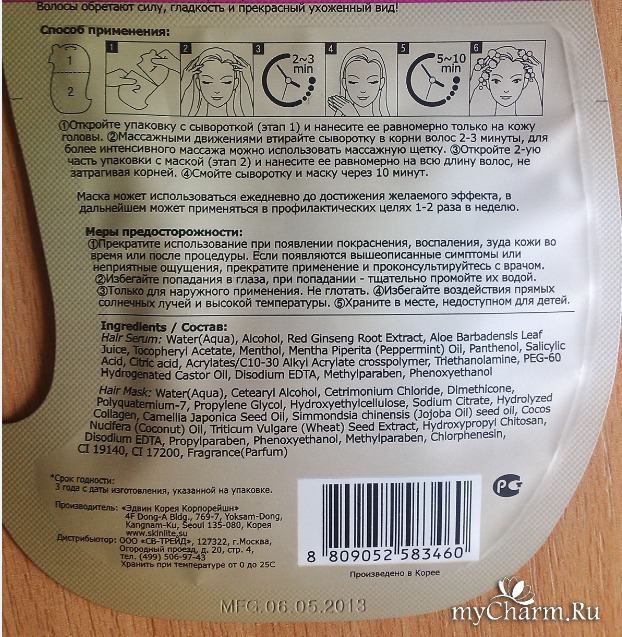 Волосы обретают силу, гладкость и прекрасный ухоженный вид!
Способ применения:
1 2 3 4 5 6
1
2
2~3
min
5~10
min
①Откройте упаковку с сывороткой (этап 1) и нанесите ее равномерно только на кожу
головы. ②Массажными движениями втирайте сыворотку в корни волос 2-3 минуты, для
более интенсивного массажа можно использовать массажную щетку. ③Откройте 2-ую
часть упаковки с маской (этап 2) и нанесите ее равномерно на всю длину волос, не
затрагивая корней. ④Смойте сыворотку и маску через 10 минут.
Маска может использоваться ежедневно до достижения желаемого эффекта, в
дальнейшем может применяться в профилактических целях 1-2 раза в неделю.
Меры предосторожности:
①Прекратите использование при появлении покраснения, воспаления, зуда кожи во
время или после процедуры. Если появляются вышеописанные симптомы или
неприятные ощущения, прекратите применение и проконсультируйтесь с врачом.
②Избегайте попадания в глаза, при попадании - тщательно промойте их водой.
③Только для наружного применения. Не глотать. ④Избегайте воздействия прямых
солнечных лучей и высокой температуры. ⑤Храните в месте, недоступном для детей.
Ingredients / Состав:
Hair Serum: Water(Aqua), Alcohol, Red Ginseng Root Extract, Aloe Barbadensis Leaf
Juice, Tocopheryl Acetate, Menthol, Mentha Piperita (Peppermint) Oil, Panthenol, Salicylic
Acid, Citric acid, Acrylates/C10-30 Alkyl Acrylate crosspolymer, Triethanolamine, PEG-60
Hydrogenated Castor Oil, Disodium EDTA, Methylparaben, Phenoxyethanol
Hair Mask: Water(Aqua), Cetearyl Alcohol, Cetrimonium Chloride, Dimethicone,
Polyquaternium-7, Propylene Glycol, Hydroxyethylcellulose, Sodium Citrate, Hydrolyzed
Collagen, Camellia Japonica Seed Oil, Simmondsia chinensis (Jojoba Oil) seed oil, Cocos
Nucifera (Coconut) Oil, Triticum Vulgare (Wheat) Seed Extract, Hydroxypropyl Chitosan,
Disodium EDTA, Propylparaben, Phenoxyethanol, Methylparaben, Chlorphenesin,
CI 19140, CI 17200, Fragrance(Parfum)
*Срок годности:
3 года с даты изготовления, указанной на упаковке.
Производитель: «Эдвин Корея Корпорейшн»
4F Dong-A Bldg., 769-7, Yoksam-Dong,
Kangnam-Ku, Seoul 135-080, Корея
www.skinlite.su
Дистрибьютор: ООО «СВ-ТРЕЙД», 127322, г.Москва,
Огородный проезд, д. 20, стр. 4,
тел. (499) 506-97-43
Хранить при температуре от 0 до 25С
РС
8 809052 583460
Произведено в Корее
MFG.06.05.2013
myCharm.Ru